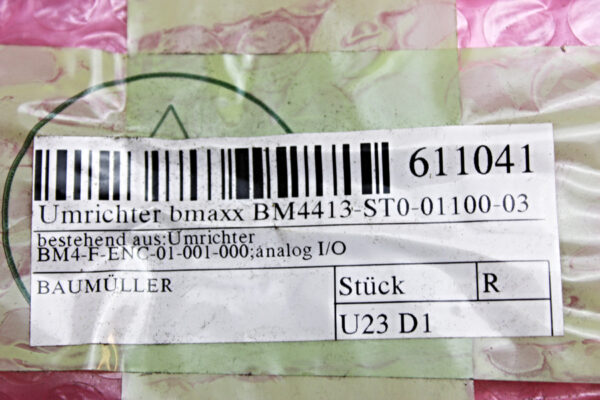 611041
Umrichter bmaxx BM4413-ST0-01100-03
bestehend aus:Umrichter
BM4-F-ENC-01-001-000;analog I/O
BAUMÜLLER
Stück
R
U23 D1